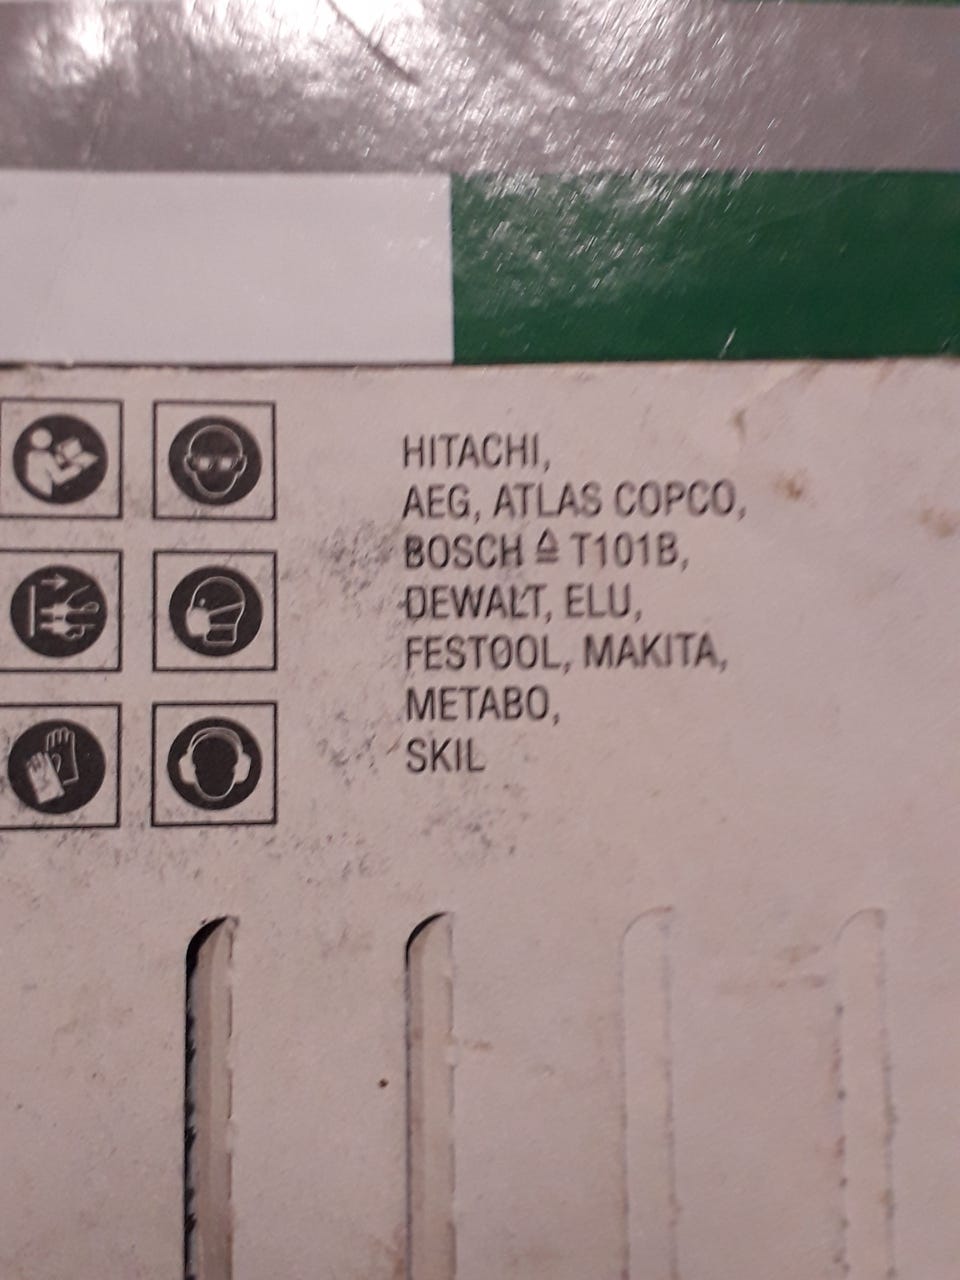 HITACHI,
AEG, ATLAS COPCO,
BOSCH ≙ T101B,
DEWALT, ELU,
FESTOOL, MAKITA,
METABO,
SKIL